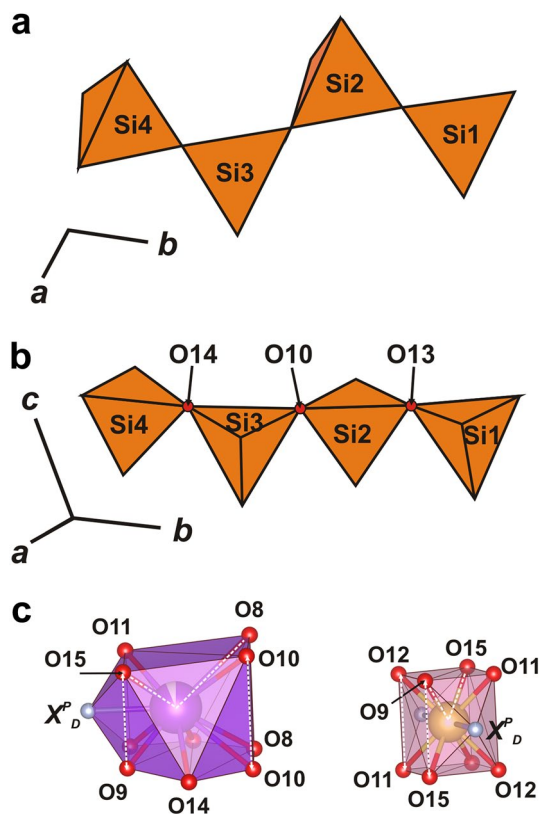 a
Si2
Si4
Si1
Si3
b
a
b
O14 O10 O13
c
Si4 Si3 Si2 Si1
b
a
c
O8
O11
O10
O15
X^P_D
O8
O9 O10
O14
O12 O15 O11
O9
X^P_D
O11 O12
O15